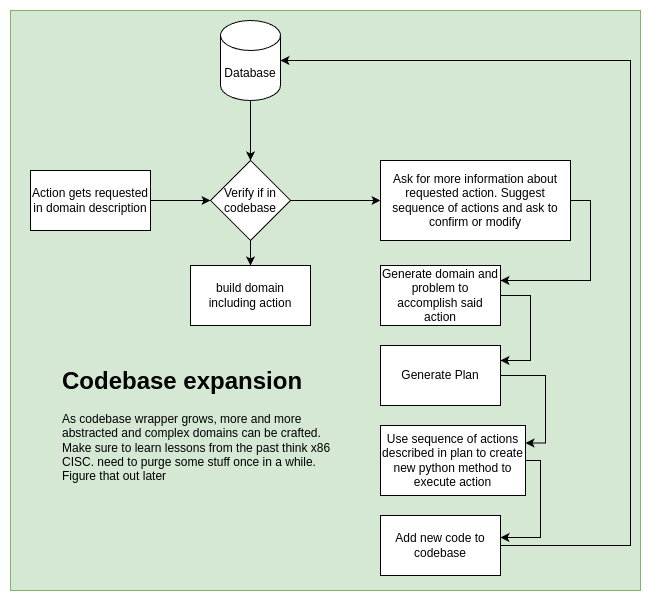 Database
Action gets requested
in domain description
Verify if in
codebase
Ask for more information about
requested action. Suggest
sequence of actions and ask to
confirm or modify
build domain
including action
Generate domain and
problem to
accomplish said
action
Generate Plan
Use sequence of actions
described in plan to create
new python method to
execute action
Add new code to
codebase
Codebase expansion
As codebase wrapper grows, more and more
abstracted and complex domains can be crafted.
Make sure to learn lessons from the past think x86
CISC. need to purge some stuff once in a while.
Figure that out later